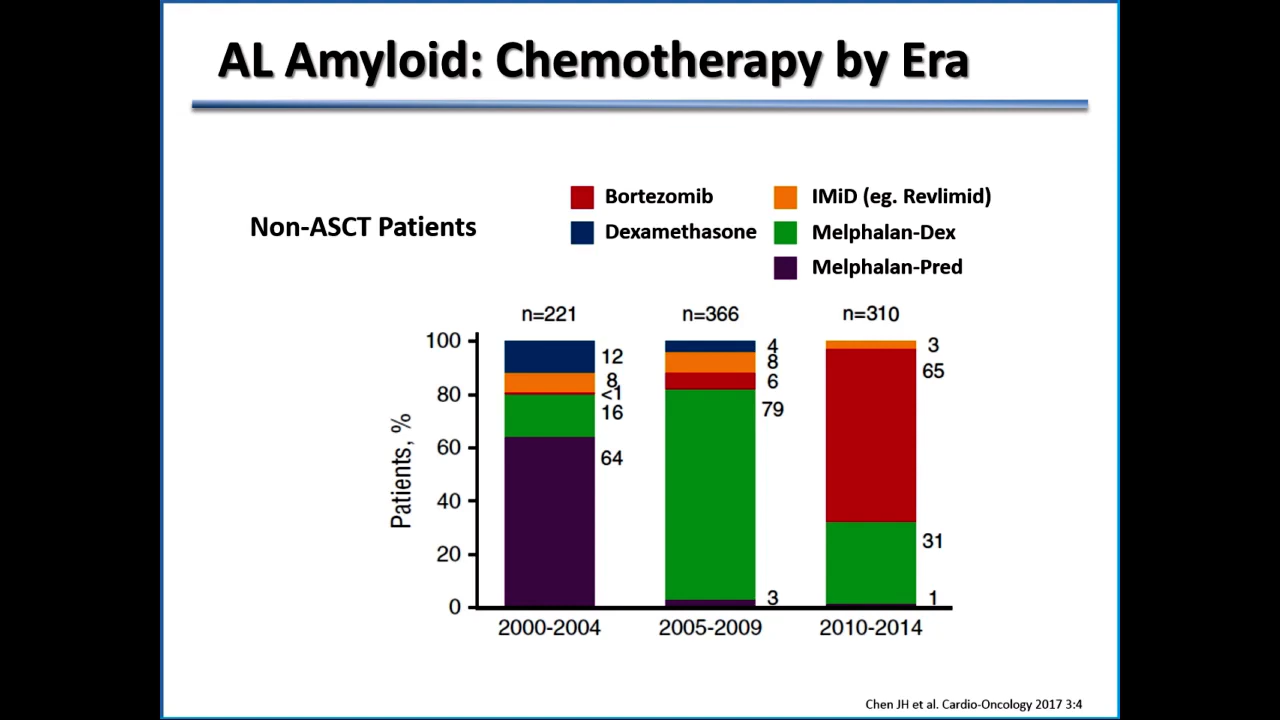 AL Amyloid: Chemotherapy by Era
Non-ASCT Patients
Bortezomib
Dexamethasone
IMiD (eg. Revlimid)
Melphalan-Dex
Melphalan-Pred
n=221
n=366
n=310
Patients, %
100
80
60
40
20
0
12
8
<1
16
64
4
8
6
79
3
3
65
31
1
2000-2004
2005-2009
2010-2014
Chen JH et al. Cardio-Oncology 2017 3:4